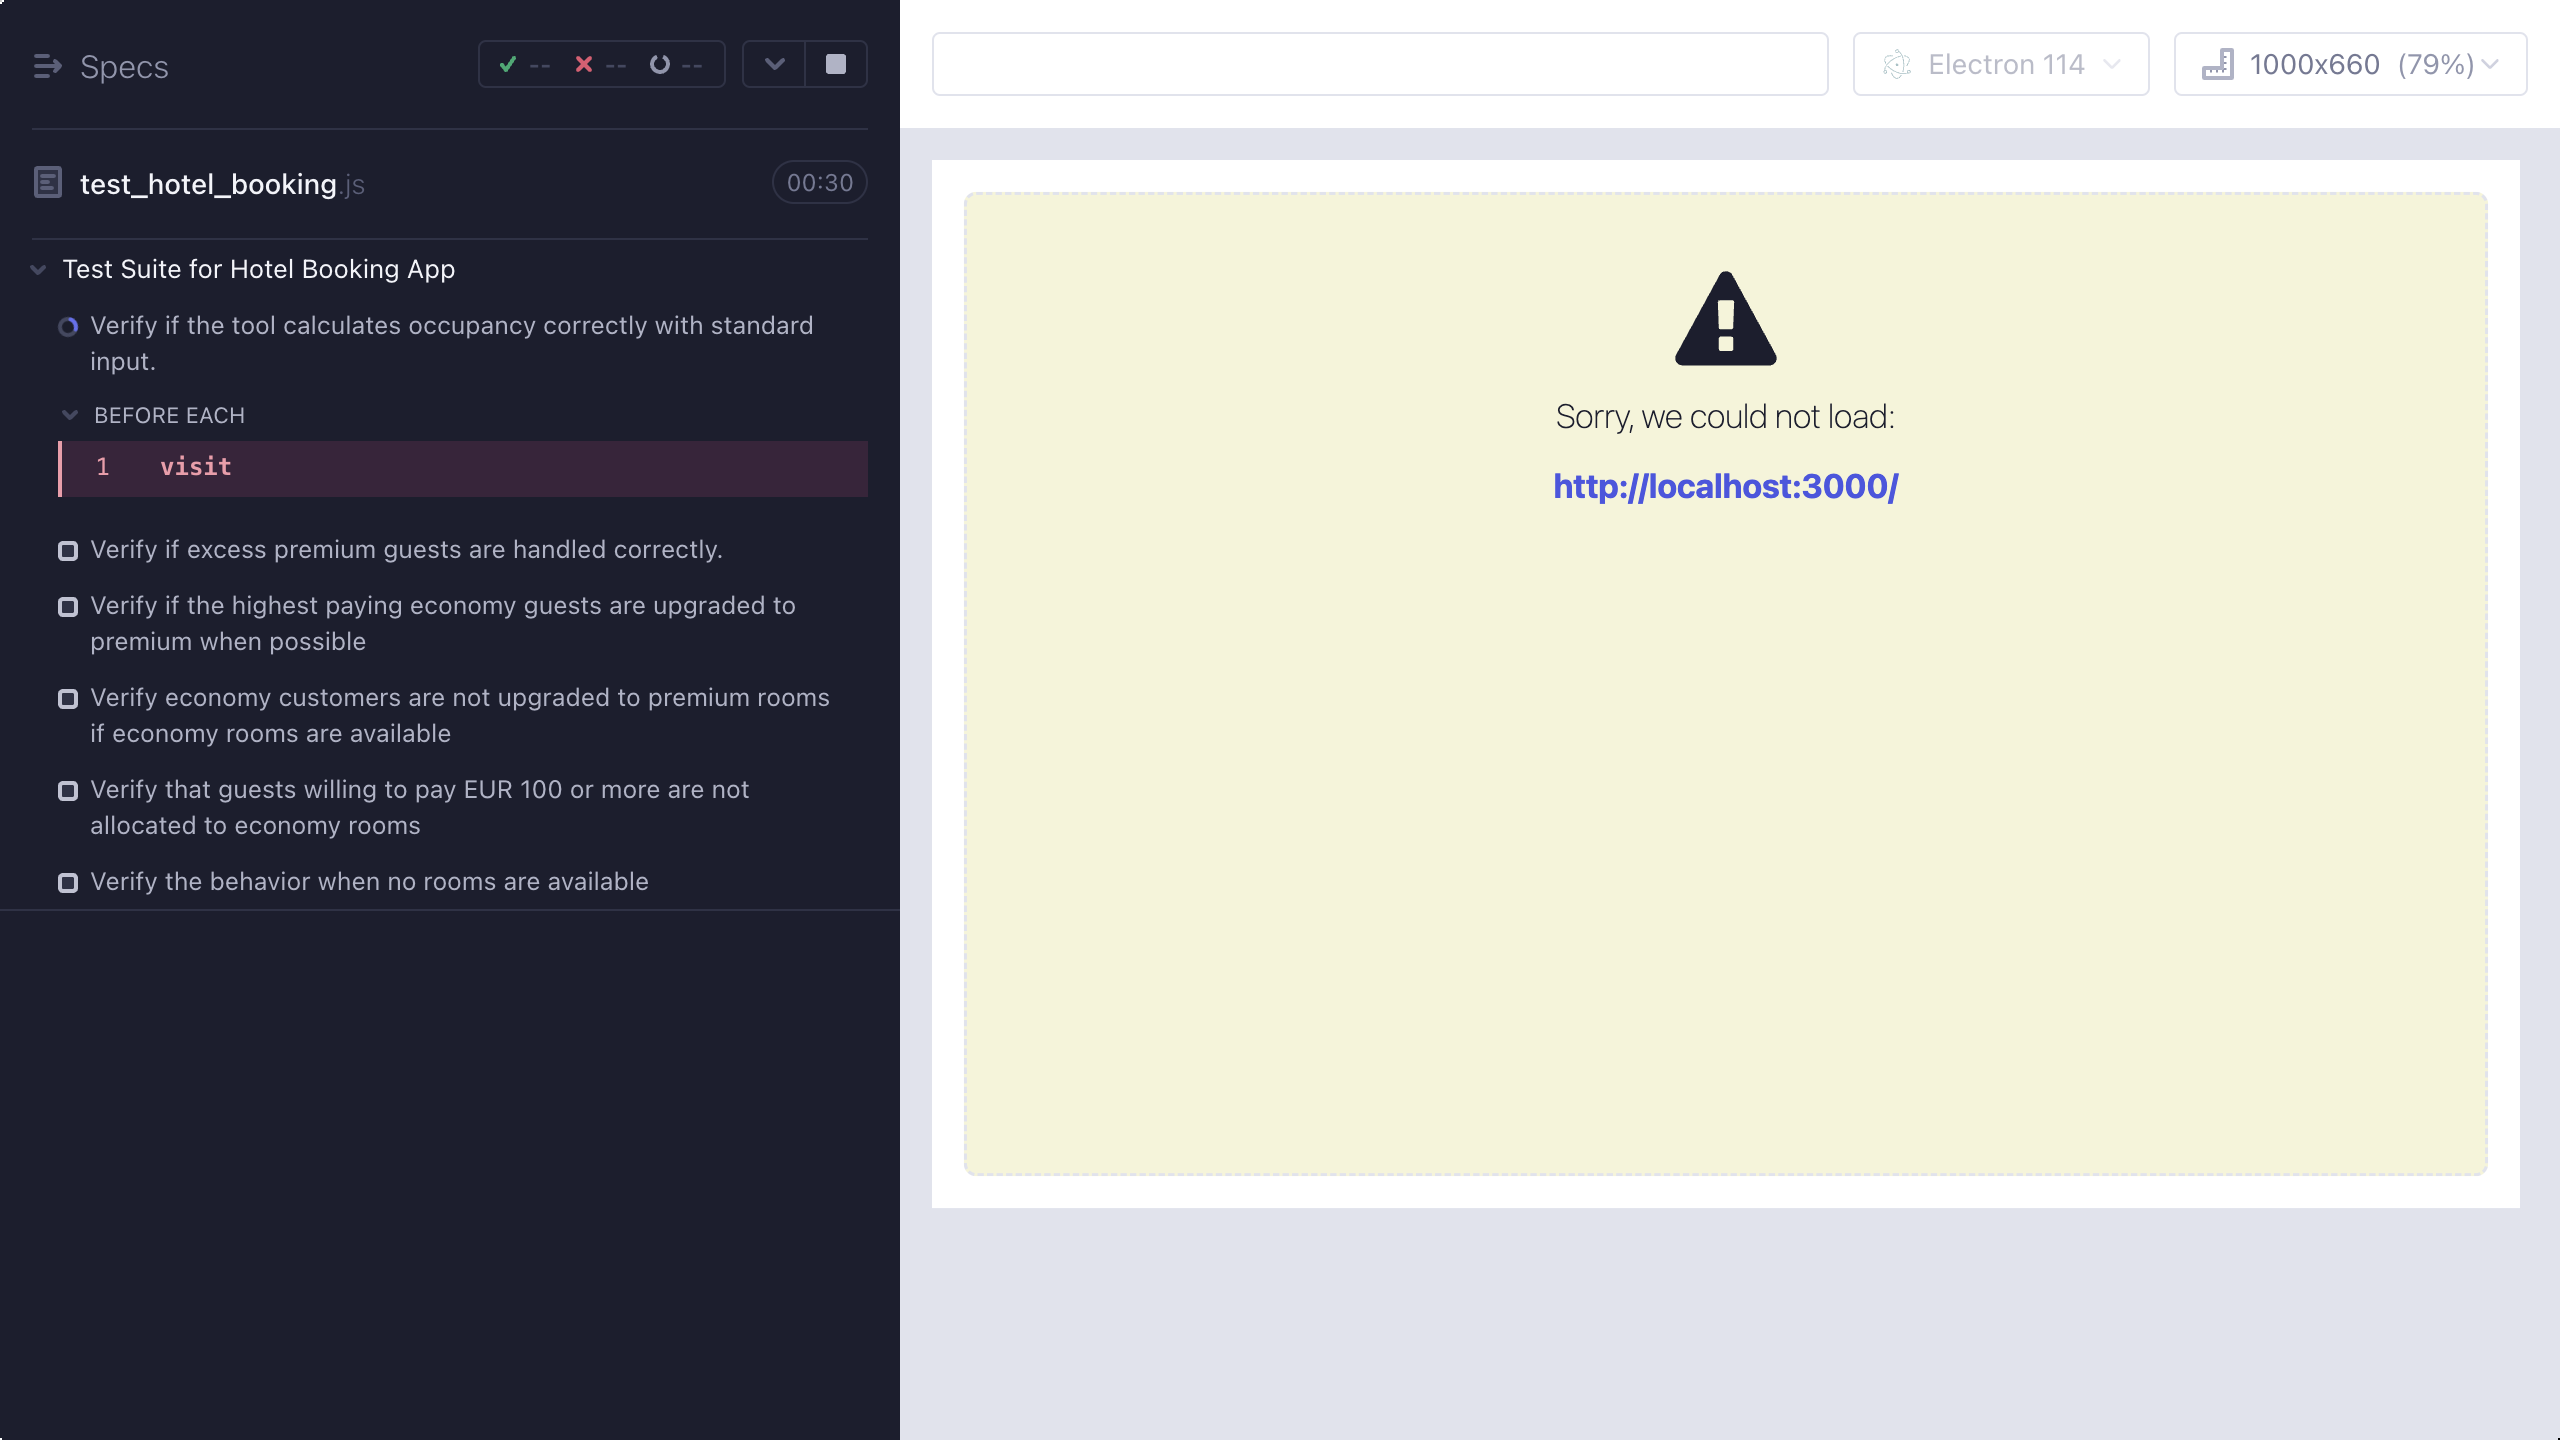 Specs
-- -- --
test_hotel_booking.js
00:30
Test Suite for Hotel Booking App
Verify if the tool calculates occupancy correctly with standard
input.
BEFORE EACH
1 visit
Verify if excess premium guests are handled correctly.
Verify if the highest paying economy guests are upgraded to
premium when possible
Verify economy customers are not upgraded to premium rooms
if economy rooms are available
Verify that guests willing to pay EUR 100 or more are not
allocated to economy rooms
Verify the behavior when no rooms are available
Electron 114
1000x660 (79%)
Sorry, we could not load:
http://localhost:3000/